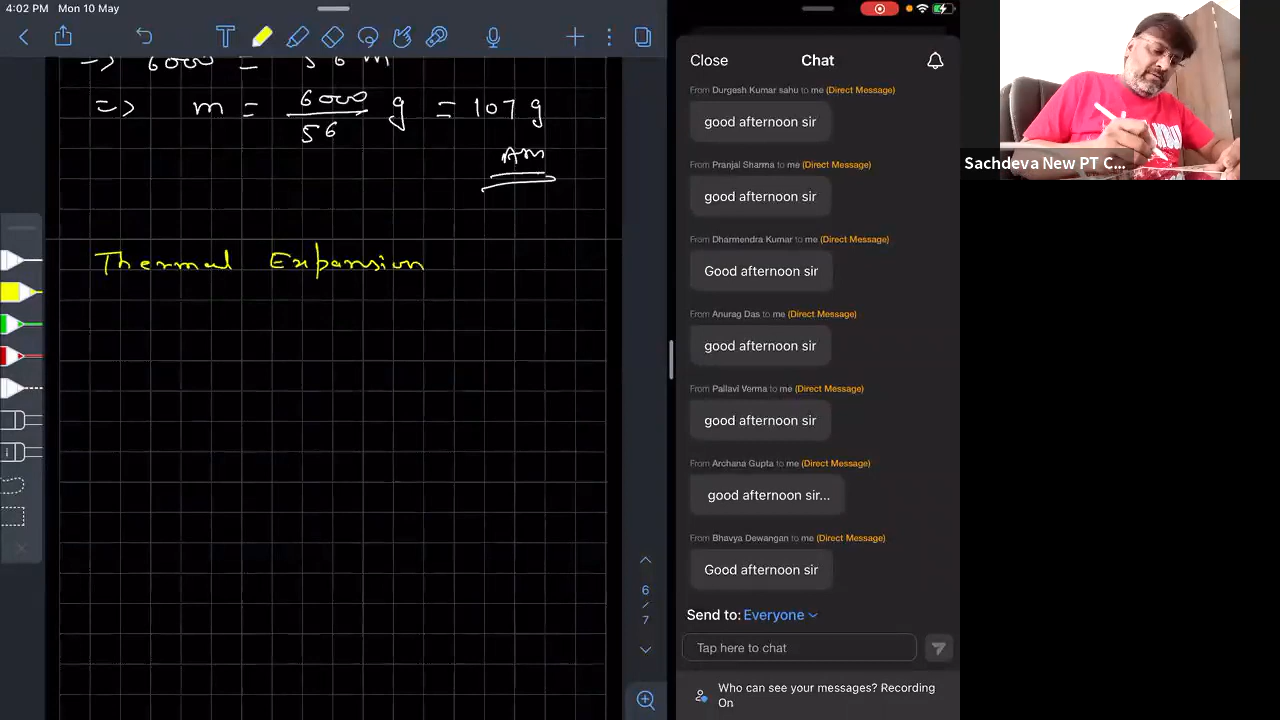 4:02 PM Mon 10 May
=> 6000 = 56 m
=> m = 6000/56 g = 107 g
Ans
Thermal Expansion
6
/
7
Close
Chat
From Durgesh Kumar sahu to me (Direct Message)
good afternoon sir
From Pranjal Sharma to me (Direct Message)
good afternoon sir
From Dharmendra Kumar to me (Direct Message)
Good afternoon sir
From Anurag Das to me (Direct Message)
good afternoon sir
From Pallavi Verma to me (Direct Message)
good afternoon sir
From Archana Gupta to me (Direct Message)
good afternoon sir...
From Bhavya Dewangan to me (Direct Message)
Good afternoon sir
Send to: Everyone
Tap here to chat
Who can see your messages? Recording
On
Sachdeva New PT C...